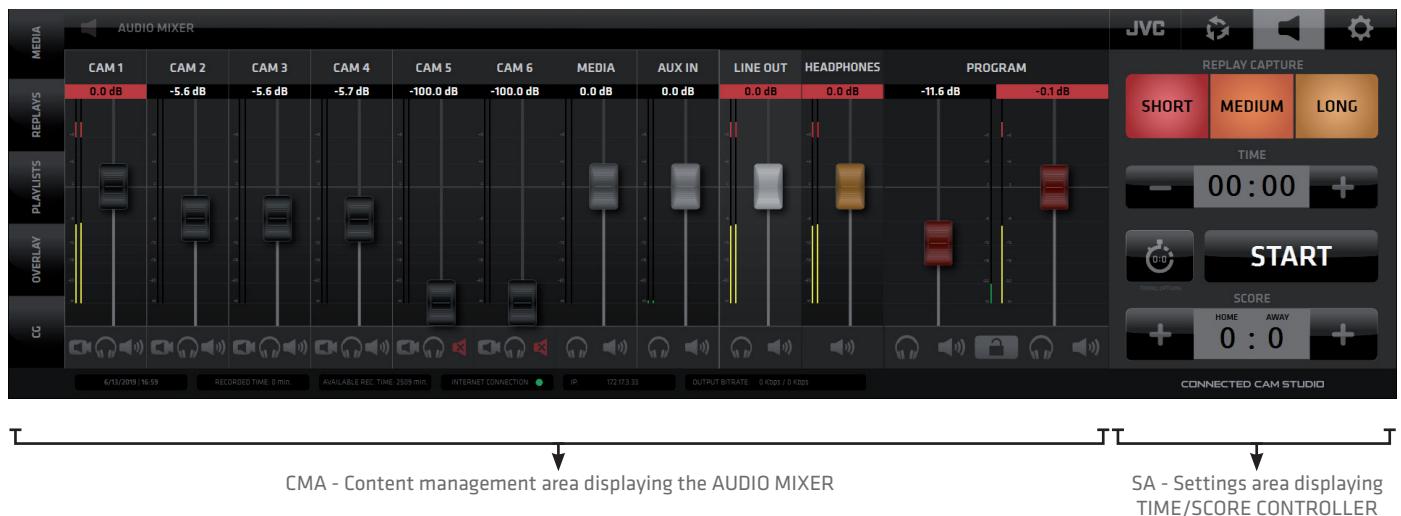 MEDIA
REPLAYS
PLAYLISTS
OVERLAY
CG
AUDIO MIXER
CAM 1 CAM 2 CAM 3 CAM 4 CAM 5 CAM 6 MEDIA AUX IN LINE OUT HEADPHONES PROGRAM
0.0 dB -5.6 dB -5.6 dB -5.7 dB -100.0 dB -100.0 dB 0.0 dB 0.0 dB 0.0 dB 0.0 dB -11.6 dB -0.1 dB
6/13/2019 | 16:59 RECORDED TIME: 0 min. AVAILABLE REC. TIME: 2509 min. INTERNET CONNECTION IP: 172.17.3.33 OUTPUT BITRATE: 0 Kbps / 0 Kbps
JVC
REPLAY CAPTURE
SHORT MEDIUM LONG
TIME
− 00:00 +
0:0 START
SCORE
HOME AWAY
+ 0 : 0 +
CONNECTED CAM STUDIO
CMA - Content management area displaying the AUDIO MIXER
SA - Settings area displaying
TIME/SCORE CONTROLLER